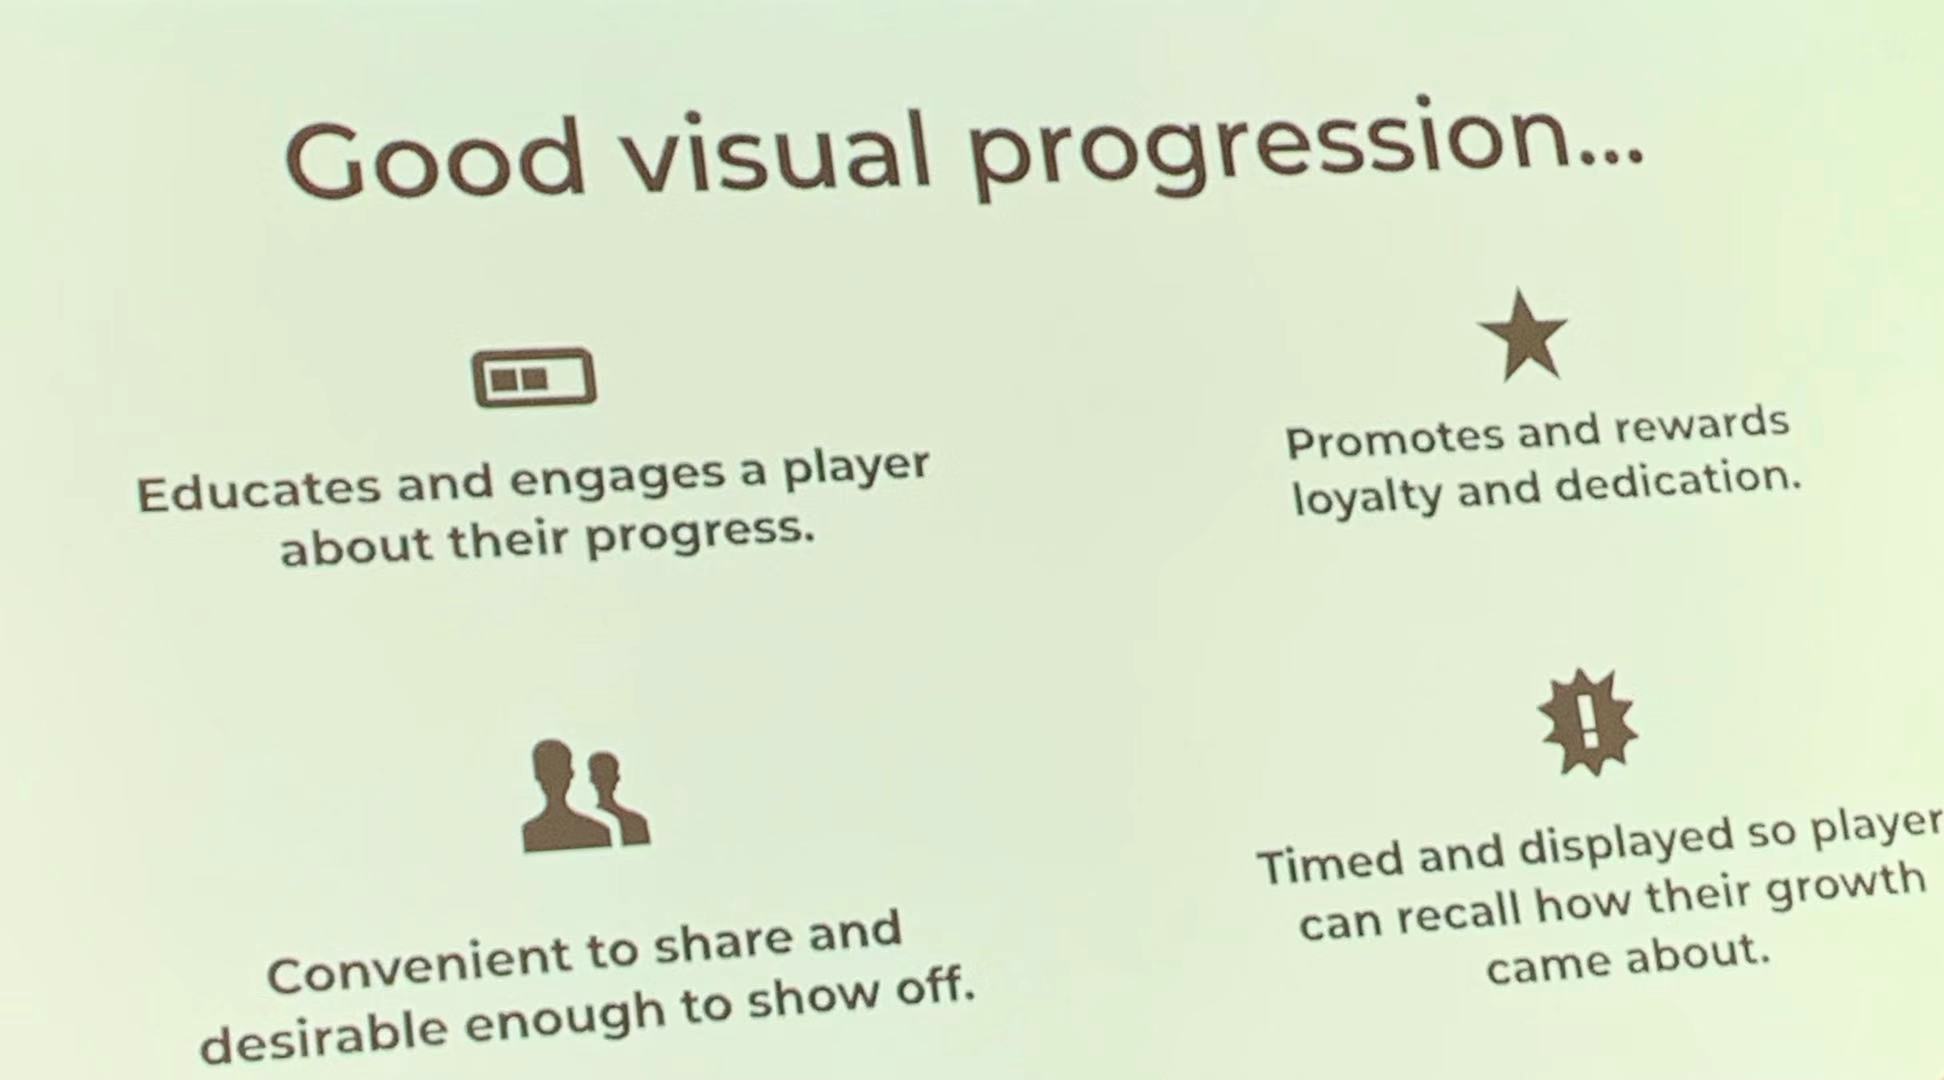 Good visual progression...
Educates and engages a player
about their progress.
Promotes and rewards
loyalty and dedication.
Convenient to share and
desirable enough to show off.
Timed and displayed so player
can recall how their growth
came about.